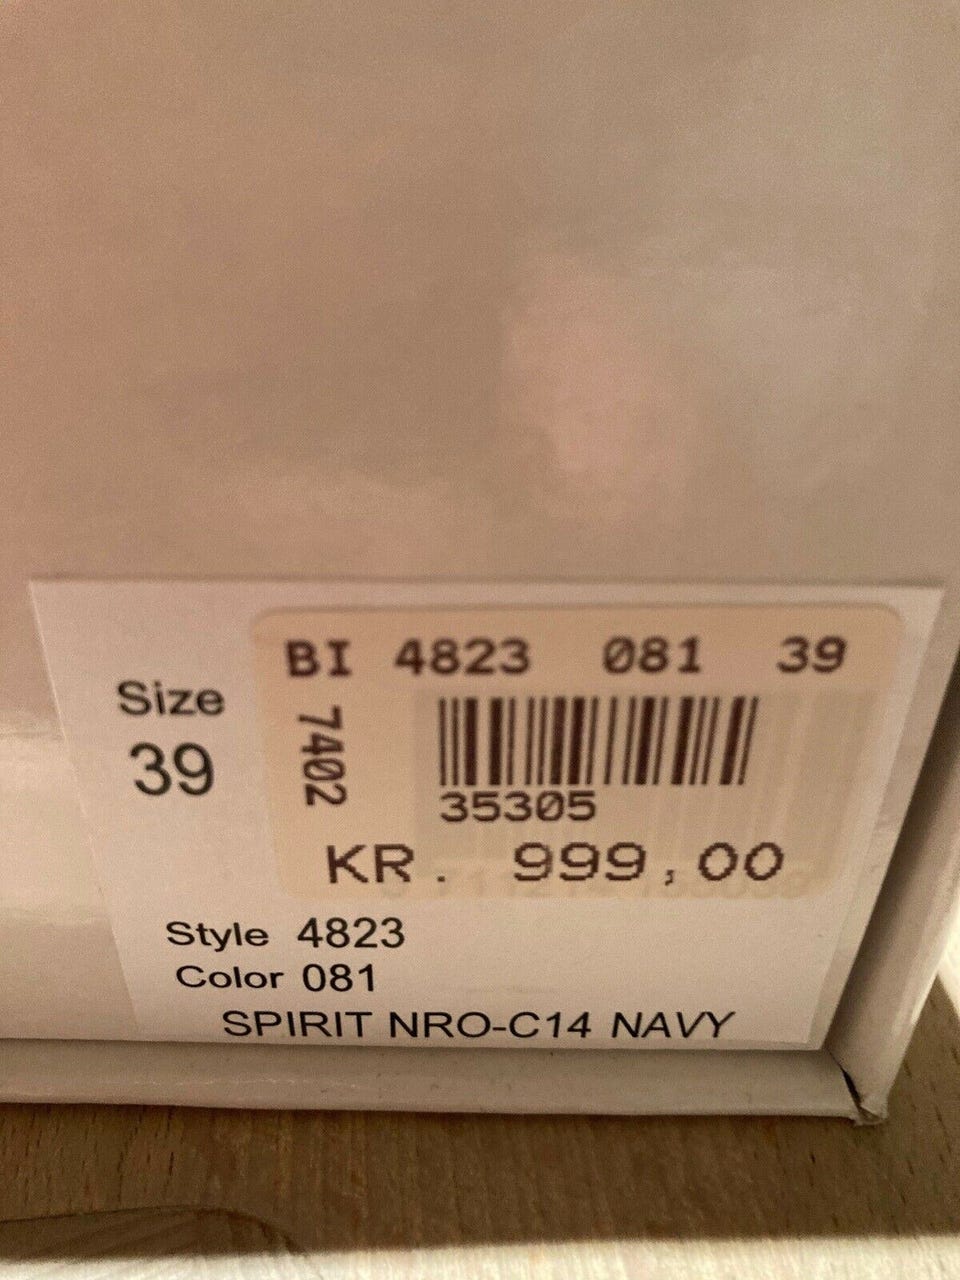 BI 4823 081 39
Size
39
7402
35305
KR. 999,00
Style 4823
Color 081
SPIRIT NRO-C14 NAVY